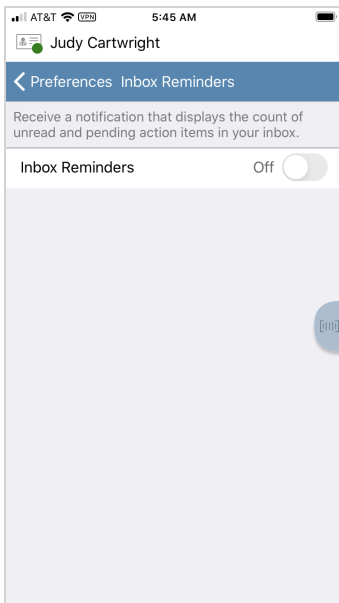 AT&T VPN 5:45 AM
Judy Cartwright
Preferences Inbox Reminders
Receive a notification that displays the count of
unread and pending action items in your inbox.
Inbox Reminders Off